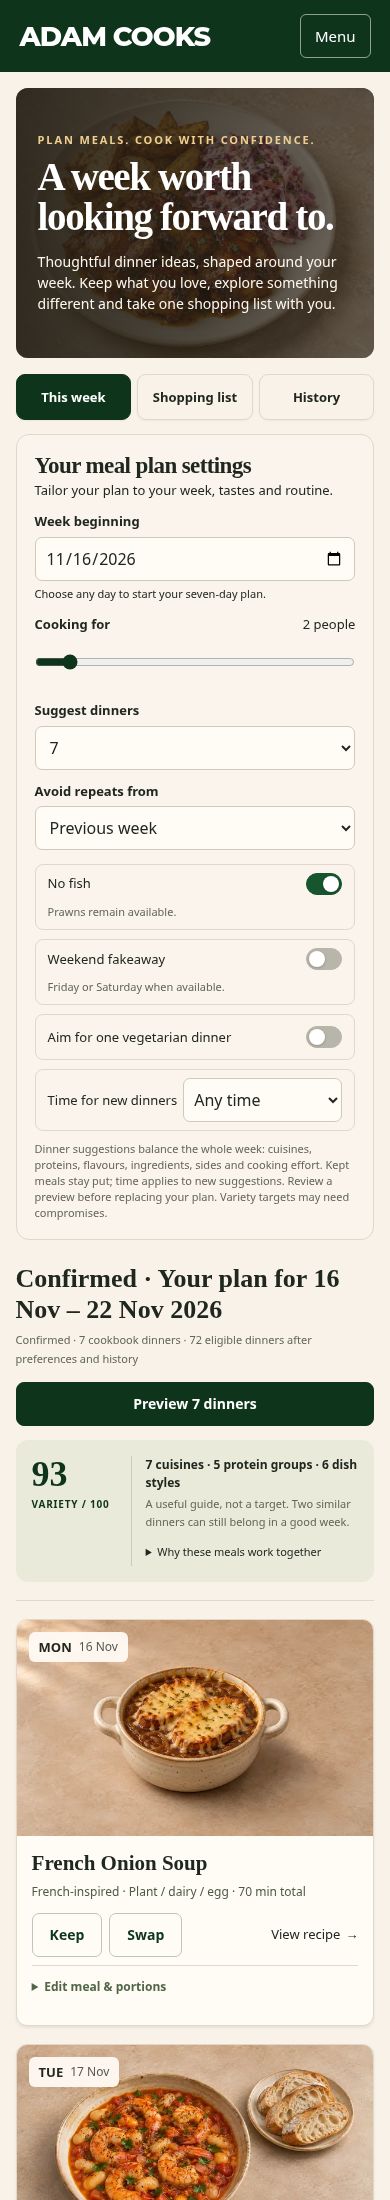 ADAM COOKS
Menu
PLAN MEALS. COOK WITH CONFIDENCE.
A week worth
looking forward to.
Thoughtful dinner ideas, shaped around your
week. Keep what you love, explore something
different and take one shopping list with you.
This week
Shopping list
History
Your meal plan settings
Tailor your plan to your week, tastes and routine.
Week beginning
11/16/2026
Choose any day to start your seven-day plan.
Cooking for 2 people
Suggest dinners
7
Avoid repeats from
Previous week
No fish
Prawns remain available.
Weekend fakeaway
Friday or Saturday when available.
Aim for one vegetarian dinner
Time for new dinners Any time
Dinner suggestions balance the whole week: cuisines,
proteins, flavours, ingredients, sides and cooking effort. Kept
meals stay put; time applies to new suggestions. Review a
preview before replacing your plan. Variety targets may need
compromises.
Confirmed · Your plan for 16
Nov – 22 Nov 2026
Confirmed · 7 cookbook dinners · 72 eligible dinners after
preferences and history
Preview 7 dinners
93
VARIETY / 100
7 cuisines · 5 protein groups · 6 dish
styles
A useful guide, not a target. Two similar
dinners can still belong in a good week.
▶ Why these meals work together
MON 16 Nov
French Onion Soup
French-inspired · Plant / dairy / egg · 70 min total
Keep
Swap
View recipe →
▶ Edit meal & portions
TUE 17 Nov